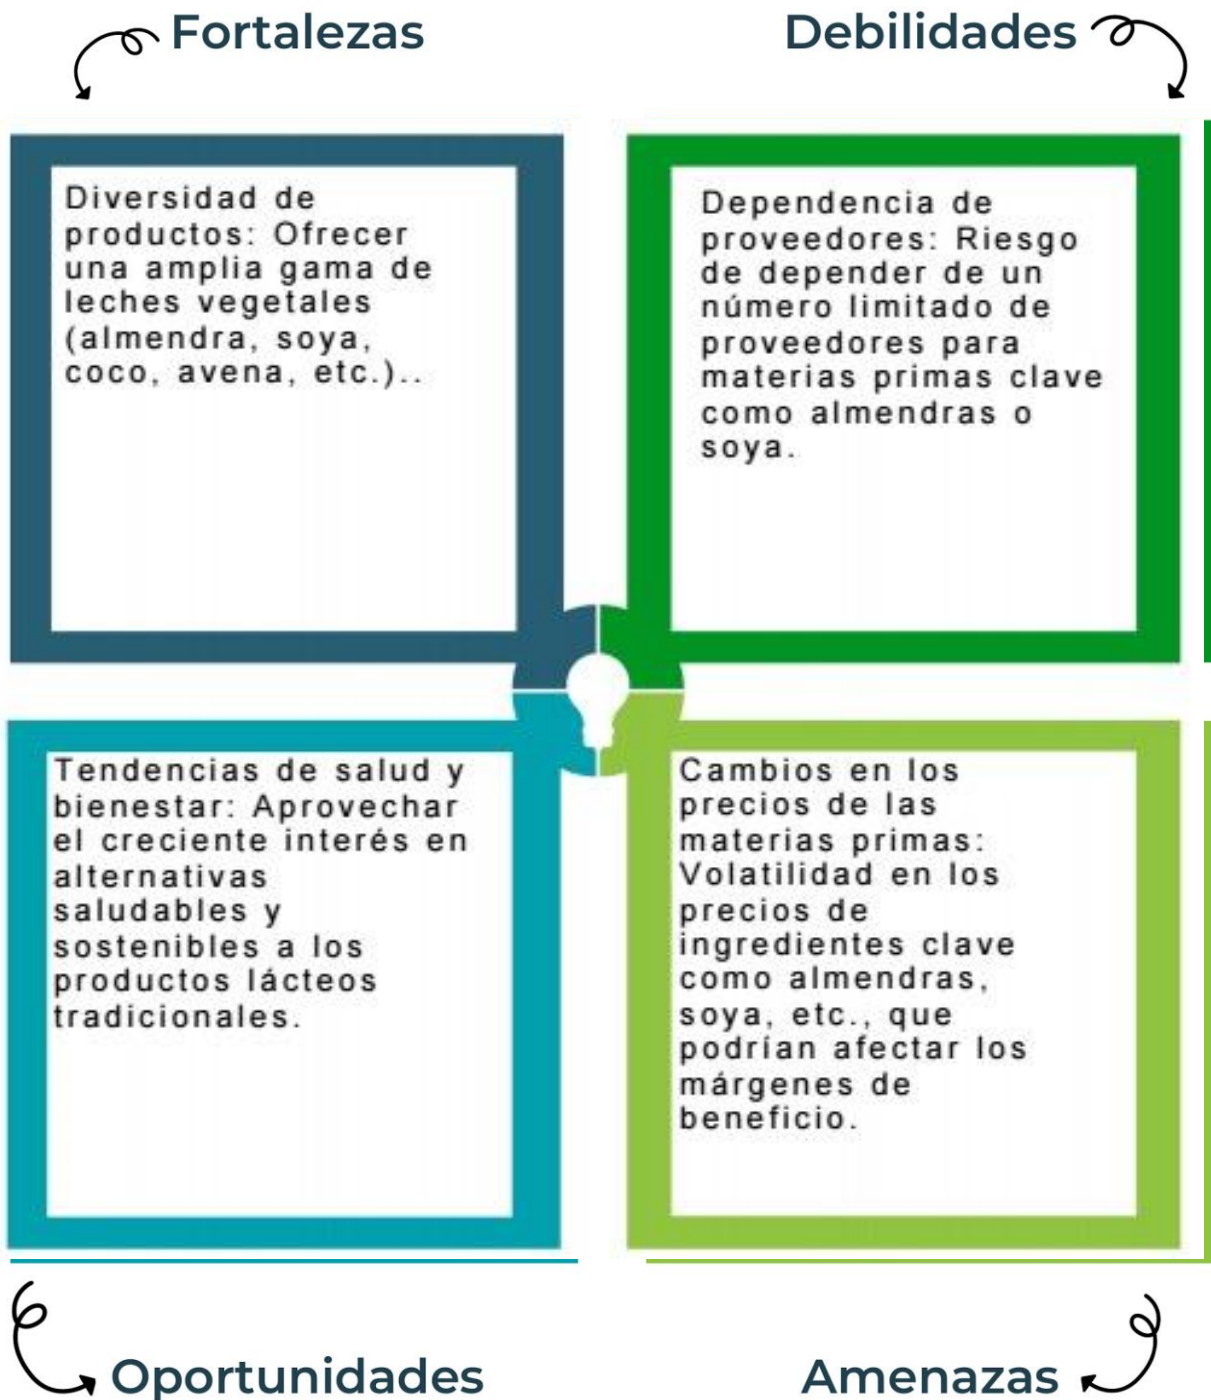 Fortalezas
Debilidades
Diversidad de
productos: Ofrecer
una amplia gama de
leches vegetales
(almendra, soya,
coco, avena, etc.)..
Dependencia de
proveedores: Riesgo
de depender de un
número limitado de
proveedores para
materias primas clave
como almendras o
soya.
Tendencias de salud y
bienestar: Aprovechar
el creciente interés en
alternativas
saludables y
sostenibles a los
productos lácteos
tradicionales.
Cambios en los
precios de las
materias primas:
Volatilidad en los
precios de
ingredientes clave
como almendras,
soya, etc., que
podrían afectar los
márgenes de
beneficio.
Oportunidades
Amenazas